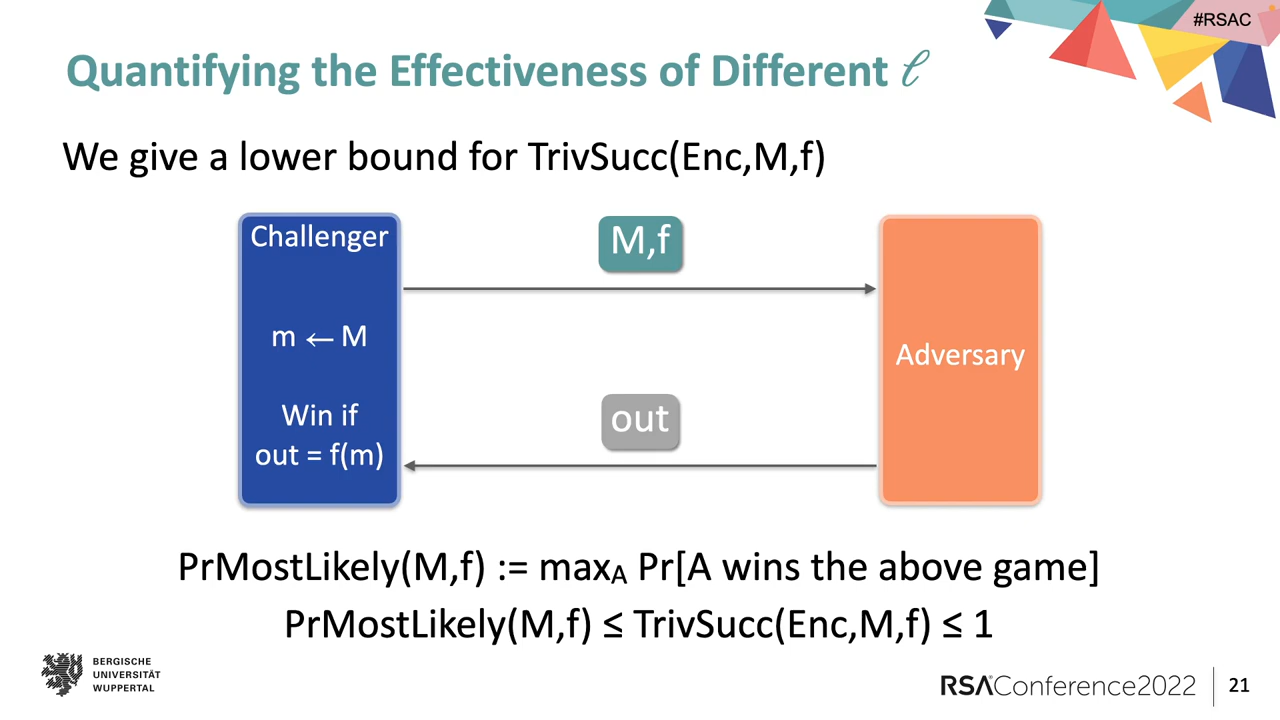 #RSAC
Quantifying the Effectiveness of Different ℓ
We give a lower bound for TrivSucc(Enc,M,f)
Challenger
m ← M
Win if
out = f(m)
M,f
out
Adversary
PrMostLikely(M,f) := maxₐ Pr[A wins the above game]
PrMostLikely(M,f) ≤ TrivSucc(Enc,M,f) ≤ 1
BERGISCHE
UNIVERSITÄT
WUPPERTAL
RSAConference2022
21